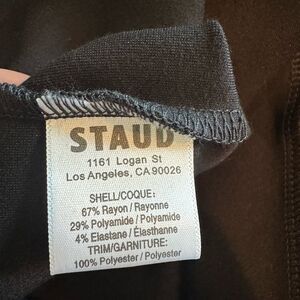 STAUD
1161 Logan St
Los Angeles, CA 90026
SHELL/COQUE:
67% Rayon / Rayonne
29% Polyamide / Polyamide
4% Elastane / Élasthanne
TRIM/GARNITURE:
100% Polyester / Polyester